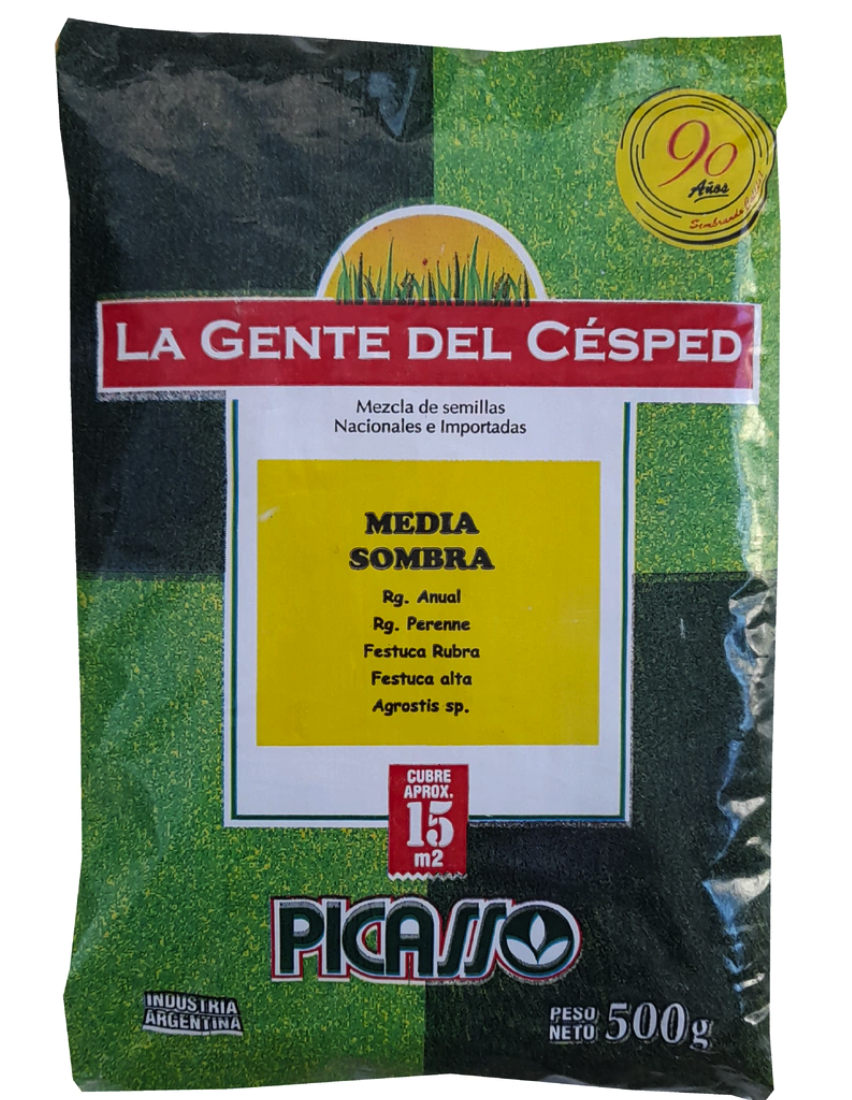 90
Años
Sembrando
LA GENTE DEL CÉSPED
Mezcla de semillas
Nacionales e Importadas
MEDIA
SOMBRA
Rg. Anual
Rg. Perenne
Festuca Rubra
Festuca alta
Agrostis sp.
CUBRE
APROX.
15
m2
PICASSO
INDUSTRIA
ARGENTINA
PESO
NETO 500g